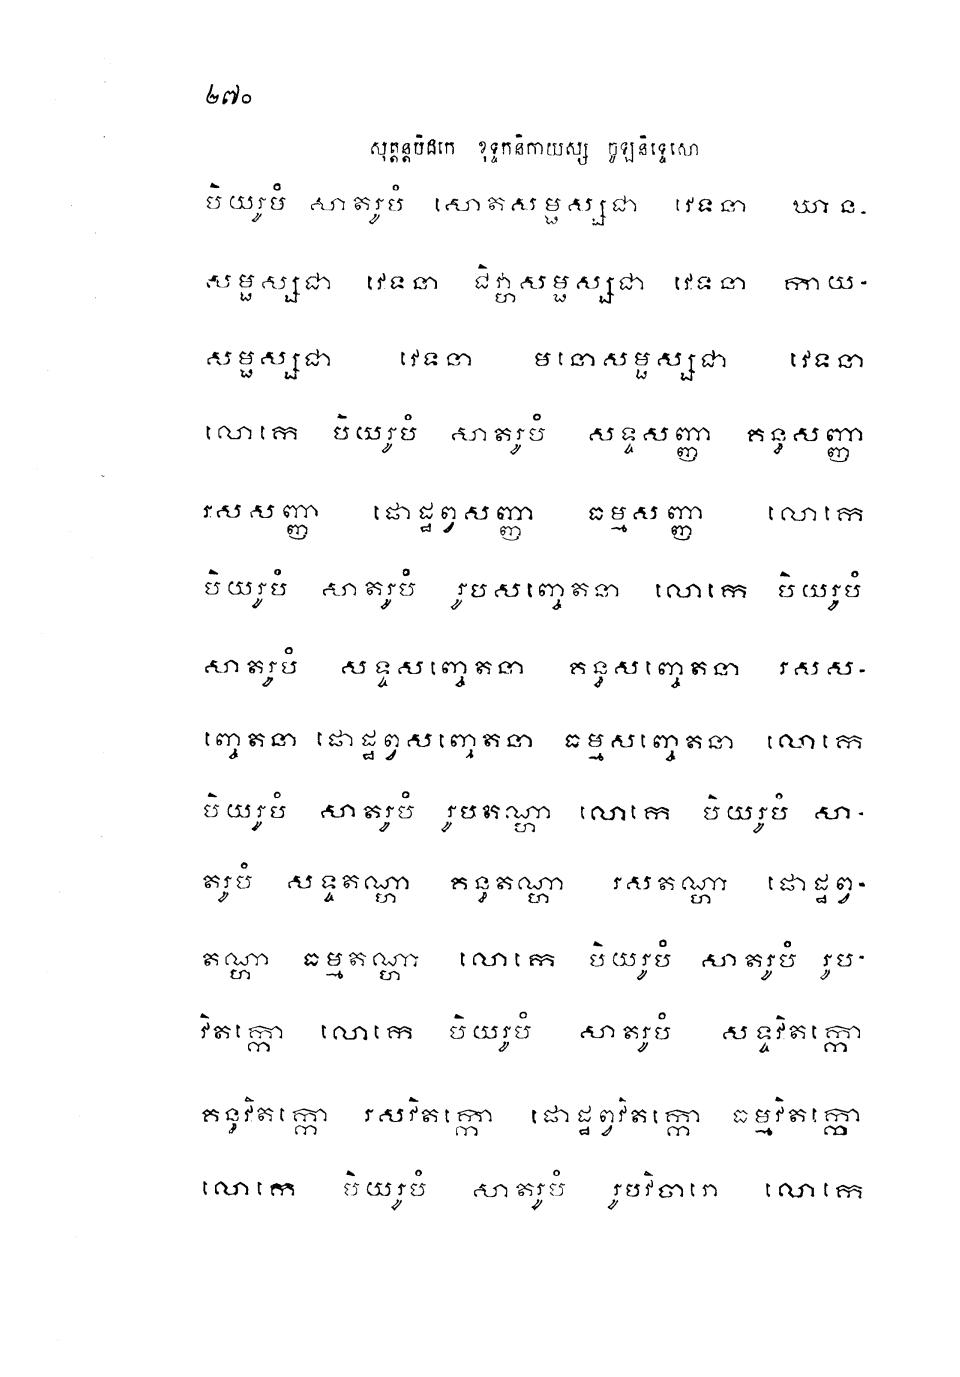 ២៧០
សុត្តន្តបិដកេ ខុទ្ទកនិកាយស្ស ចូឡនិទ្ទេសោ
បិយរូបំ សាតរូបំ សោតសម្ផស្សជា វេទនា ឃាន-
សម្ផស្សជា វេទនា ជិវ្ហាសម្ផស្សជា វេទនា កាយ-
សម្ផស្សជា វេទនា មនោសម្ផស្សជា វេទនា
លោកេ បិយរូបំ សាតរូបំ សទ្ទសញ្ញា គន្ធសញ្ញា
រសសញ្ញា ផោដ្ឋព្វសញ្ញា ធម្មសញ្ញា លោកេ
បិយរូបំ សាតរូបំ រូបសញ្ចេតនា លោកេ បិយរូបំ
សាតរូបំ សទ្ទសញ្ចេតនា គន្ធសញ្ចេតនា រសស-
ញ្ចេតនា ផោដ្ឋព្វសញ្ចេតនា ធម្មសញ្ចេតនា លោកេ
បិយរូបំ សាតរូបំ រូបតណ្ហា លោកេ បិយរូបំ សា-
តរូបំ សទ្ទតណ្ហា គន្ធតណ្ហា រសតណ្ហា ផោដ្ឋព្វ-
តណ្ហា ធម្មតណ្ហា លោកេ បិយរូបំ សាតរូបំ រូប-
វិតក្កោ លោកេ បិយរូបំ សាតរូបំ សទ្ទវិតក្កោ
គន្ធវិតក្កោ រសវិតក្កោ ផោដ្ឋព្វវិតក្កោ ធម្មវិតក្កោ
លោកេ បិយរូបំ សាតរូបំ រូបវិចារោ លោកេ